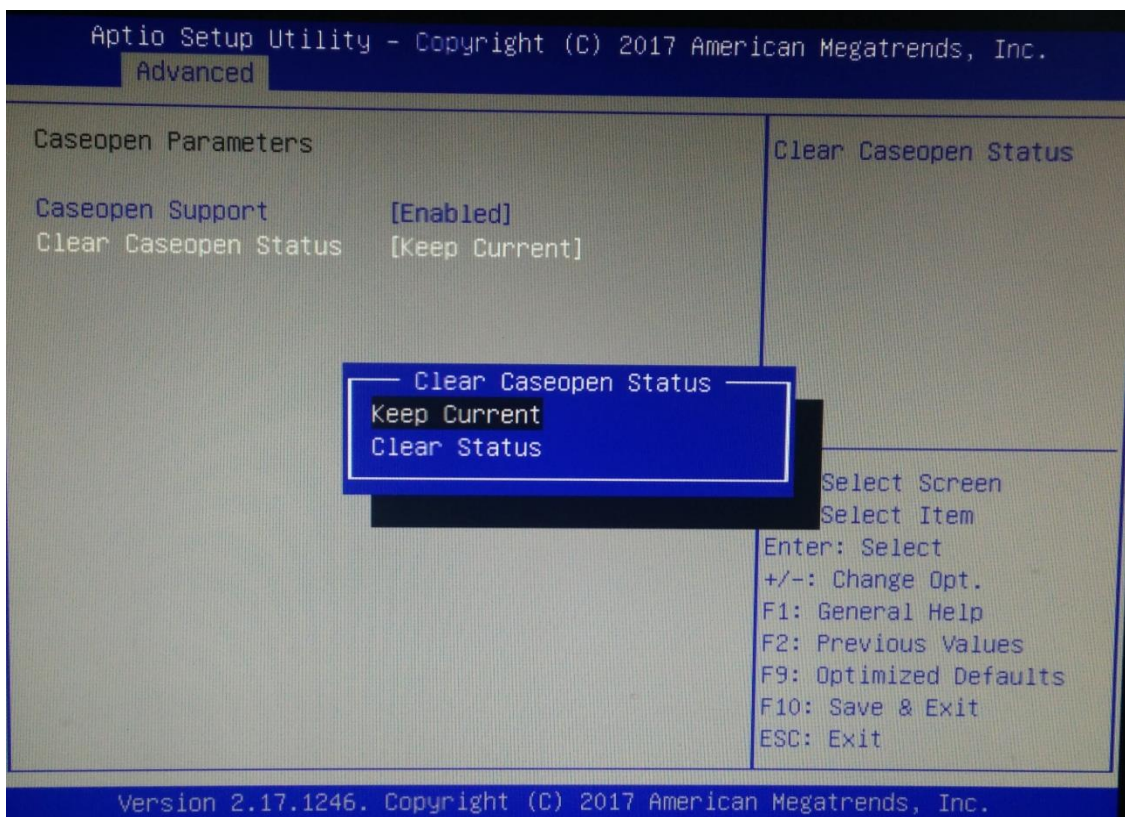 Aptio Setup Utility – Copyright (C) 2017 American Megatrends, Inc.
Advanced
Caseopen Parameters
Caseopen Support [Enabled]
Clear Caseopen Status [Keep Current]
Clear Caseopen Status
Clear Caseopen Status
Keep Current
Clear Status
Select Screen
Select Item
Enter: Select
+/-: Change Opt.
F1: General Help
F2: Previous Values
F9: Optimized Defaults
F10: Save & Exit
ESC: Exit
Version 2.17.1246. Copyright (C) 2017 American Megatrends, Inc.